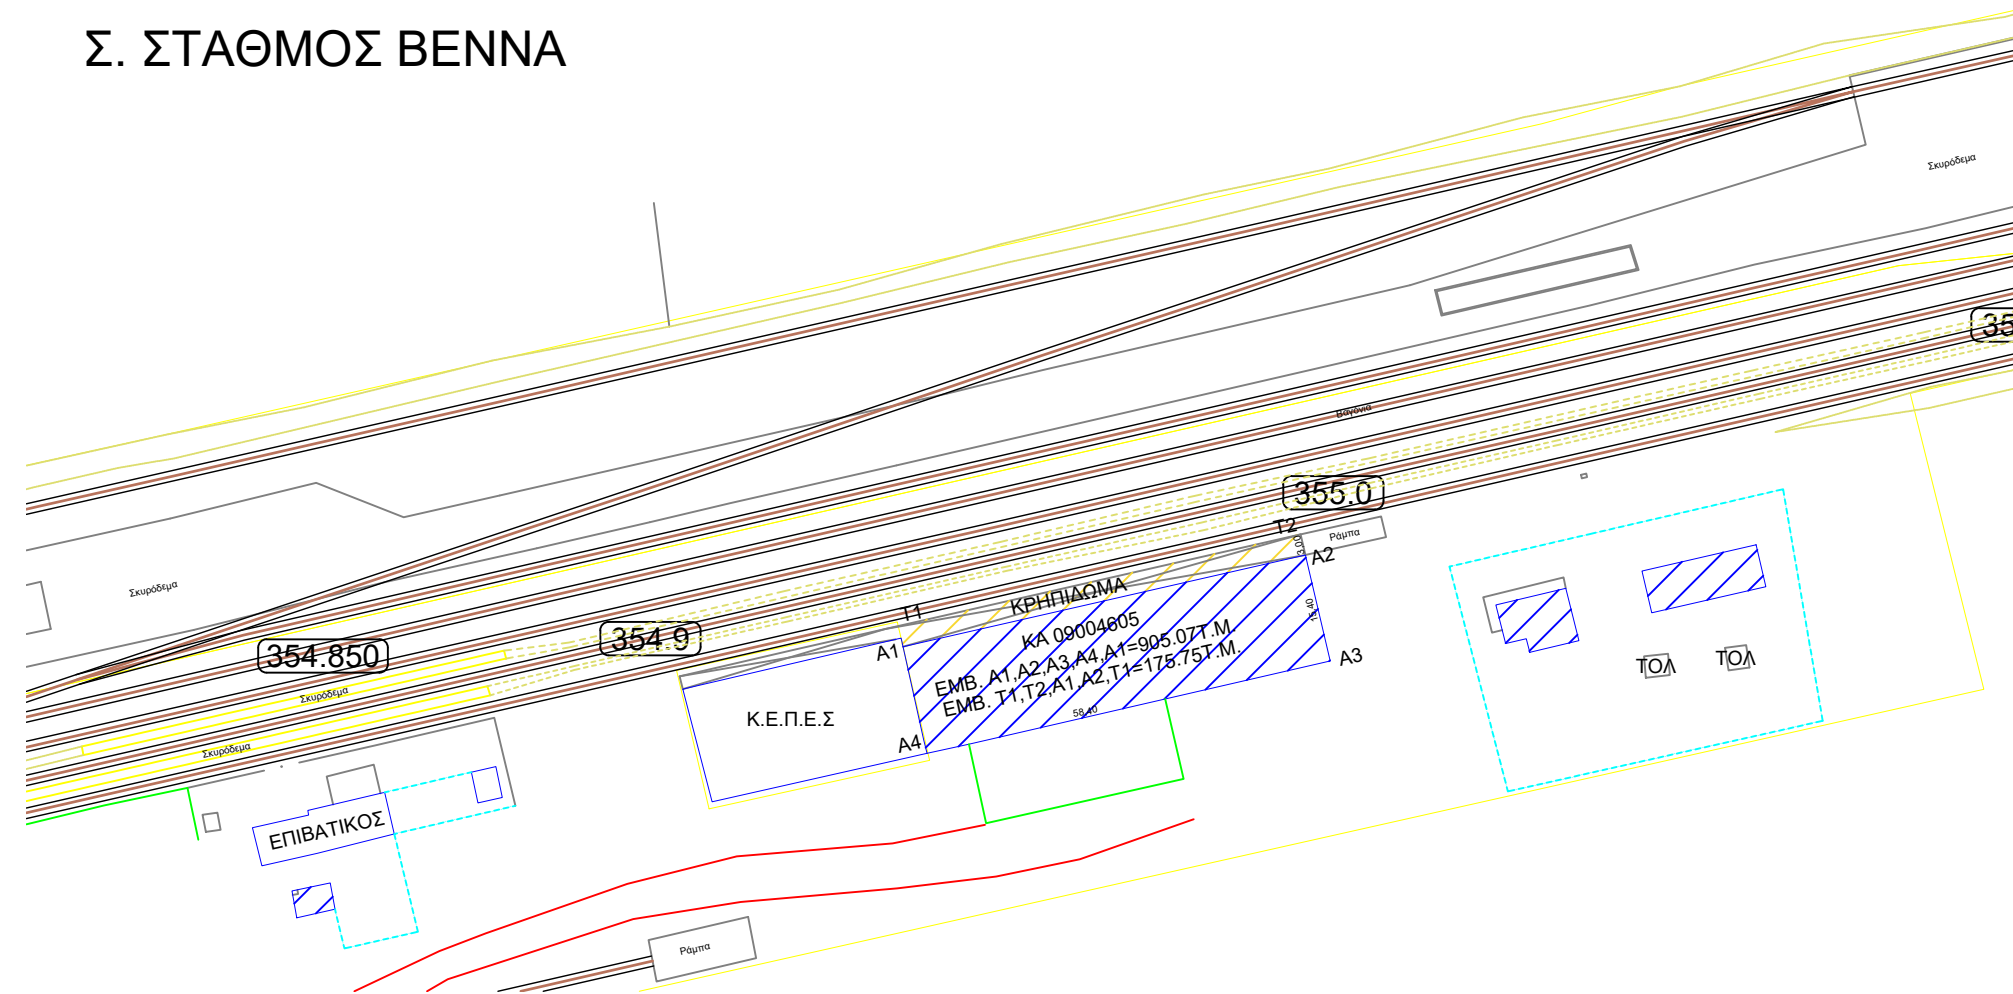 Σ. ΣΤΑΘΜΟΣ ΒΕΝΝΑ
Σκυρόδεμα
Βαγόνια
355.0
T2
3.00
Ράμπα
A2
ΚΡΗΠΙΔΩΜΑ
T1
Σκυρόδεμα
354.9
354.850
A1
ΚΑ 09004605
ΕΜΒ. Α1,Α2,Α3,Α4,Α1=905.07Τ.Μ.
ΕΜΒ. Τ1,Τ2,Α1,Α2,Τ1=175.75Τ.Μ.
A3
58.40
Κ.Ε.Π.Ε.Σ
A4
ΤΟΛ
ΤΟΛ
Σκυρόδεμα
Σκυρόδεμα
ΕΠΙΒΑΤΙΚΟΣ
Ράμπα